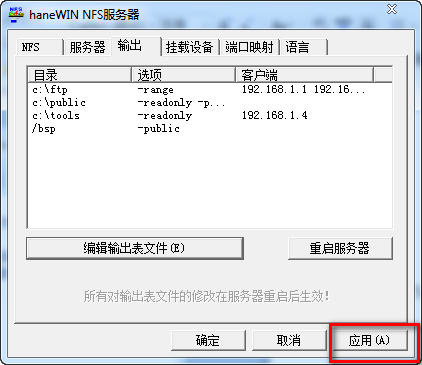 haneWIN NFS服务器
NFS 服务器 输出 挂载设备 端口映射 语言
目录 选项 客户端
c:\ftp -range 192.168.1.1 192.16...
c:\public -readonly -p...
c:\tools -readonly 192.168.1.4
/bsp -public
编辑输出表文件(E) 重启服务器
所有对输出表文件的修改在服务器重启后生效!
确定 取消 应用(A)